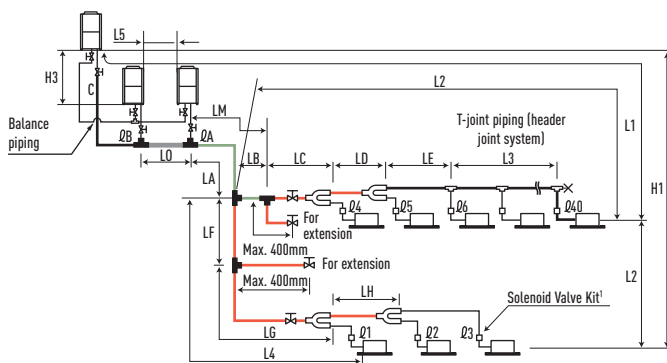 L5
H3
C
L2
LM
T-joint piping (header
joint system)
L1
H1
Balance
piping
ℓB
ℓA
L0
LB
LC
LD
LE
L3
LA
ℓ4
ℓ5
ℓ6
ℓ40
LF
For
extension
Max. 400mm
For extension
Max. 400mm
L2
LH
Solenoid Valve Kit¹
LG
ℓ1
ℓ2
ℓ3
L4